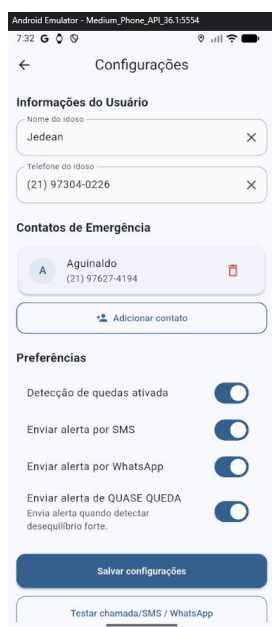 Android Emulator - Medium_Phone_API_36.1:5554
7:32 G
Configurações
Informações do Usuário
Nome do idoso
Jedean
Telefone do idoso
(21) 97304-0226
Contatos de Emergência
A
Aguinaldo
(21) 97627-4194
Adicionar contato
Preferências
Detecção de quedas ativada
Enviar alerta por SMS
Enviar alerta por WhatsApp
Enviar alerta de QUASE QUEDA
Envia alerta quando detectar
desequilíbrio forte.
Salvar configurações
Testar chamada/SMS / WhatsApp